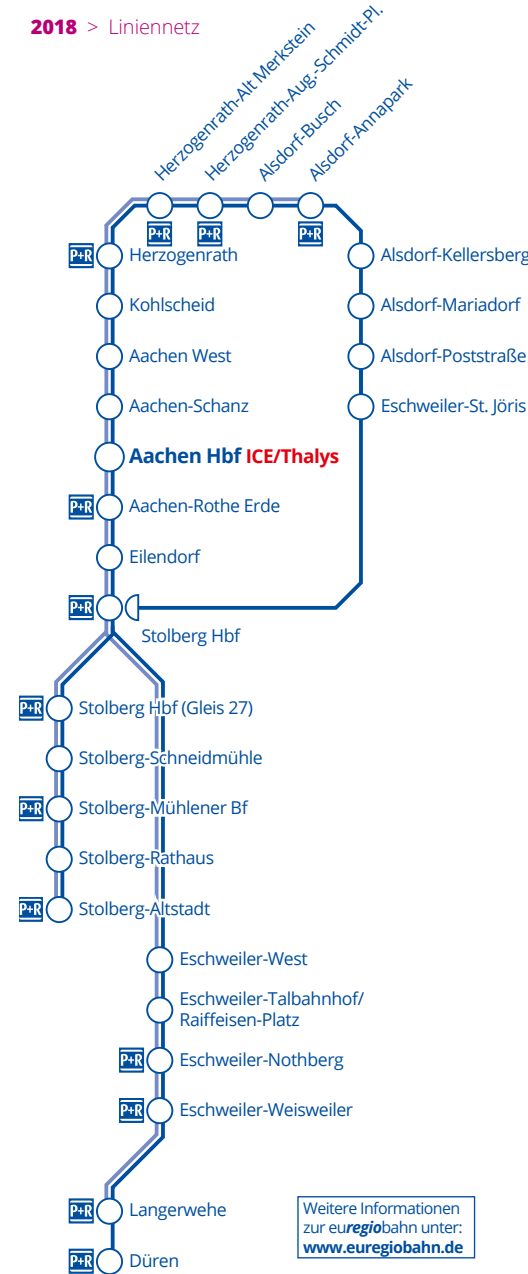 2018 > Liniennetz
Herzogenrath-Alt Merkstein
Herzogenrath-Aug.-Schmidt-Pl.
Alsdorf-Busch
Alsdorf-Annapark
P+R
P+R
P+R
P+R Herzogenrath
Alsdorf-Kellersberg
Kohlscheid
Alsdorf-Mariadorf
Aachen West
Alsdorf-Poststraße
Aachen-Schanz
Eschweiler-St. Jöris
Aachen Hbf ICE/Thalys
P+R Aachen-Rothe Erde
Eilendorf
P+R
Stolberg Hbf
P+R Stolberg Hbf (Gleis 27)
Stolberg-Schneidmühle
P+R Stolberg-Mühlener Bf
Stolberg-Rathaus
P+R Stolberg-Altstadt
Eschweiler-West
Eschweiler-Talbahnhof/
Raiffeisen-Platz
P+R Eschweiler-Nothberg
P+R Eschweiler-Weisweiler
P+R Langerwehe
P+R Düren
Weitere Informationen
zur euregiobahn unter:
www.euregiobahn.de